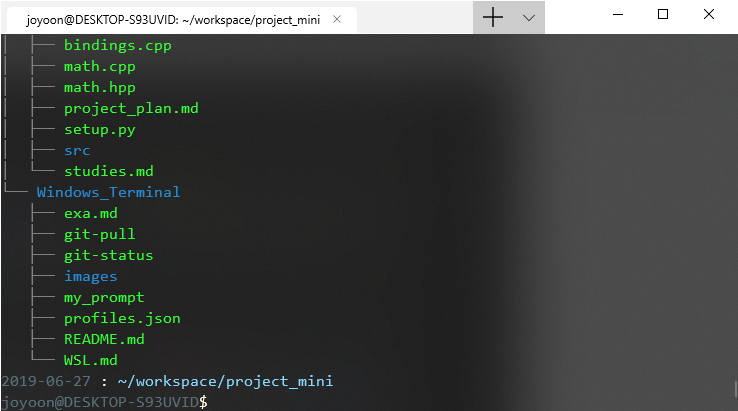 joyoon@DESKTOP-S93UVID: ~/workspace/project_mini
│   ├── bindings.cpp
│   ├── math.cpp
│   ├── math.hpp
│   ├── project_plan.md
│   ├── setup.py
│   ├── src
│   └── studies.md
└── Windows_Terminal
    ├── exa.md
    ├── git-pull
    ├── git-status
    ├── images
    ├── my_prompt
    ├── profiles.json
    ├── README.md
    └── WSL.md
2019-06-27 : ~/workspace/project_mini
joyoon@DESKTOP-S93UVID$